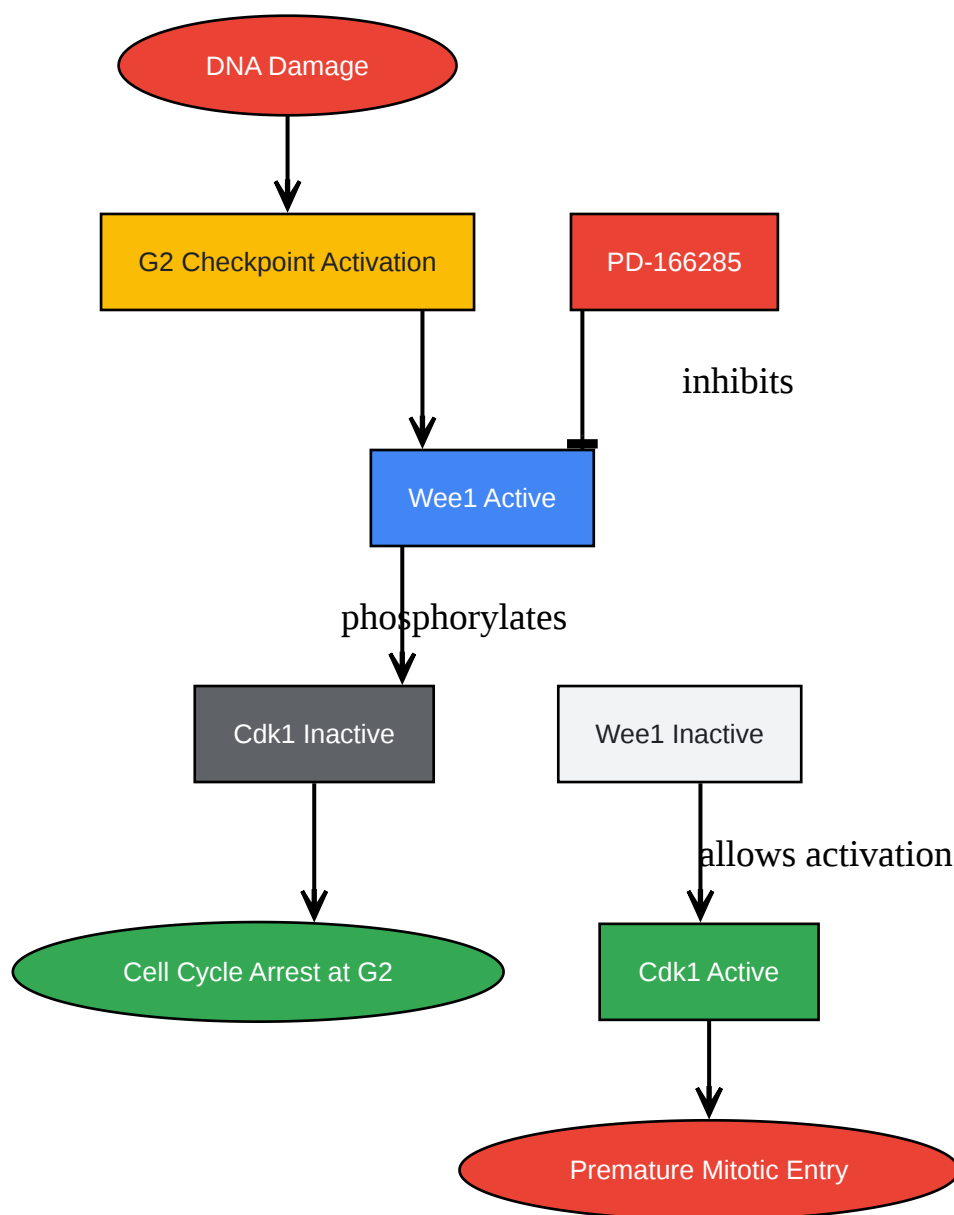 DNA Damage
G2 Checkpoint Activation
PD-166285
inhibits
Wee1 Active
phosphorylates
Cdk1 Inactive
Wee1 Inactive
allows activation
Cell Cycle Arrest at G2
Cdk1 Active
Premature Mitotic Entry